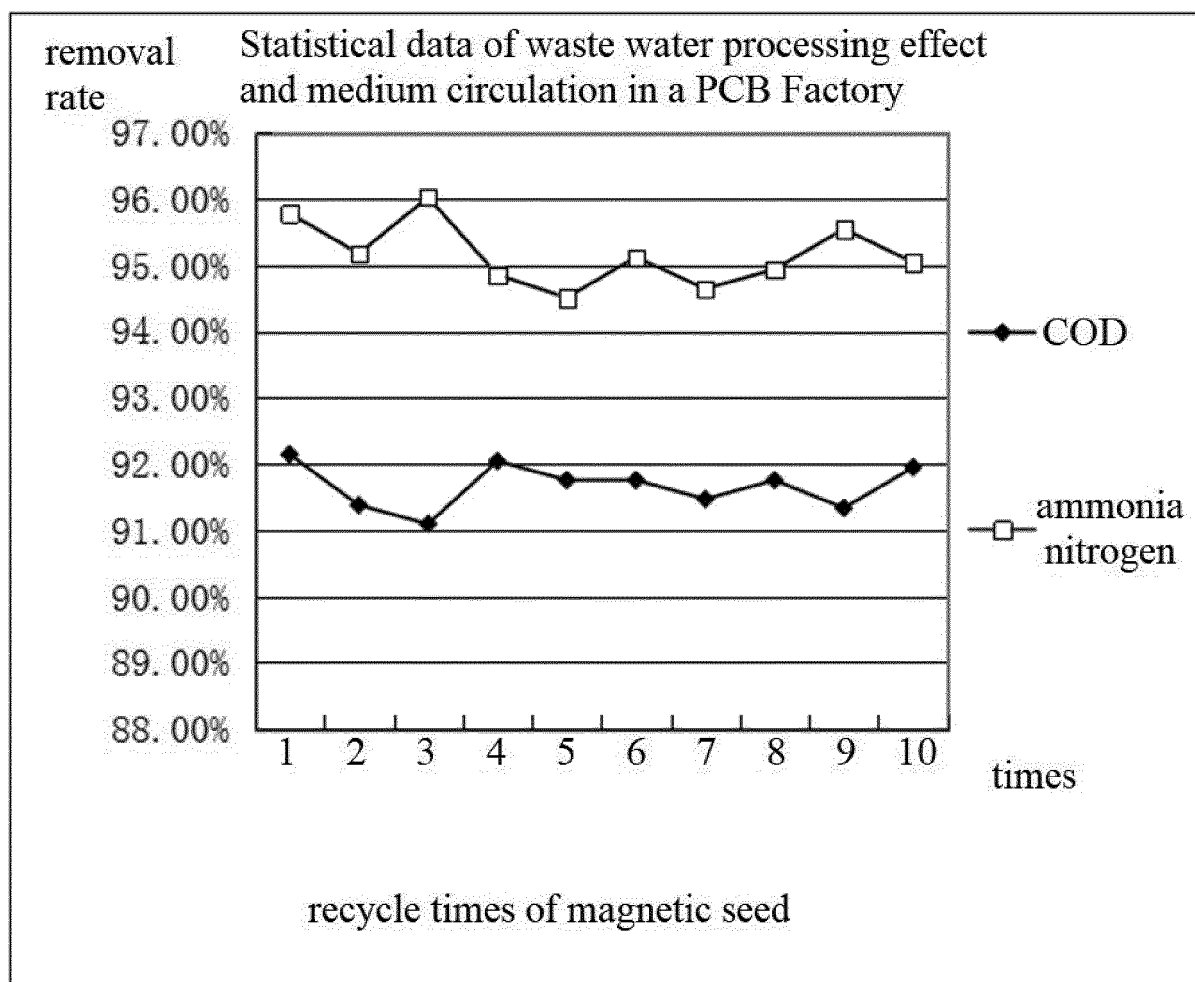 removal
rate
Statistical data of waste water processing effect
and medium circulation in a PCB Factory
97.00%
96.00%
95.00%
94.00%
93.00%
92.00%
91.00%
90.00%
89.00%
88.00%
1 2 3 4 5 6 7 8 9 10
times
COD
ammonia
nitrogen
recycle times of magnetic seed